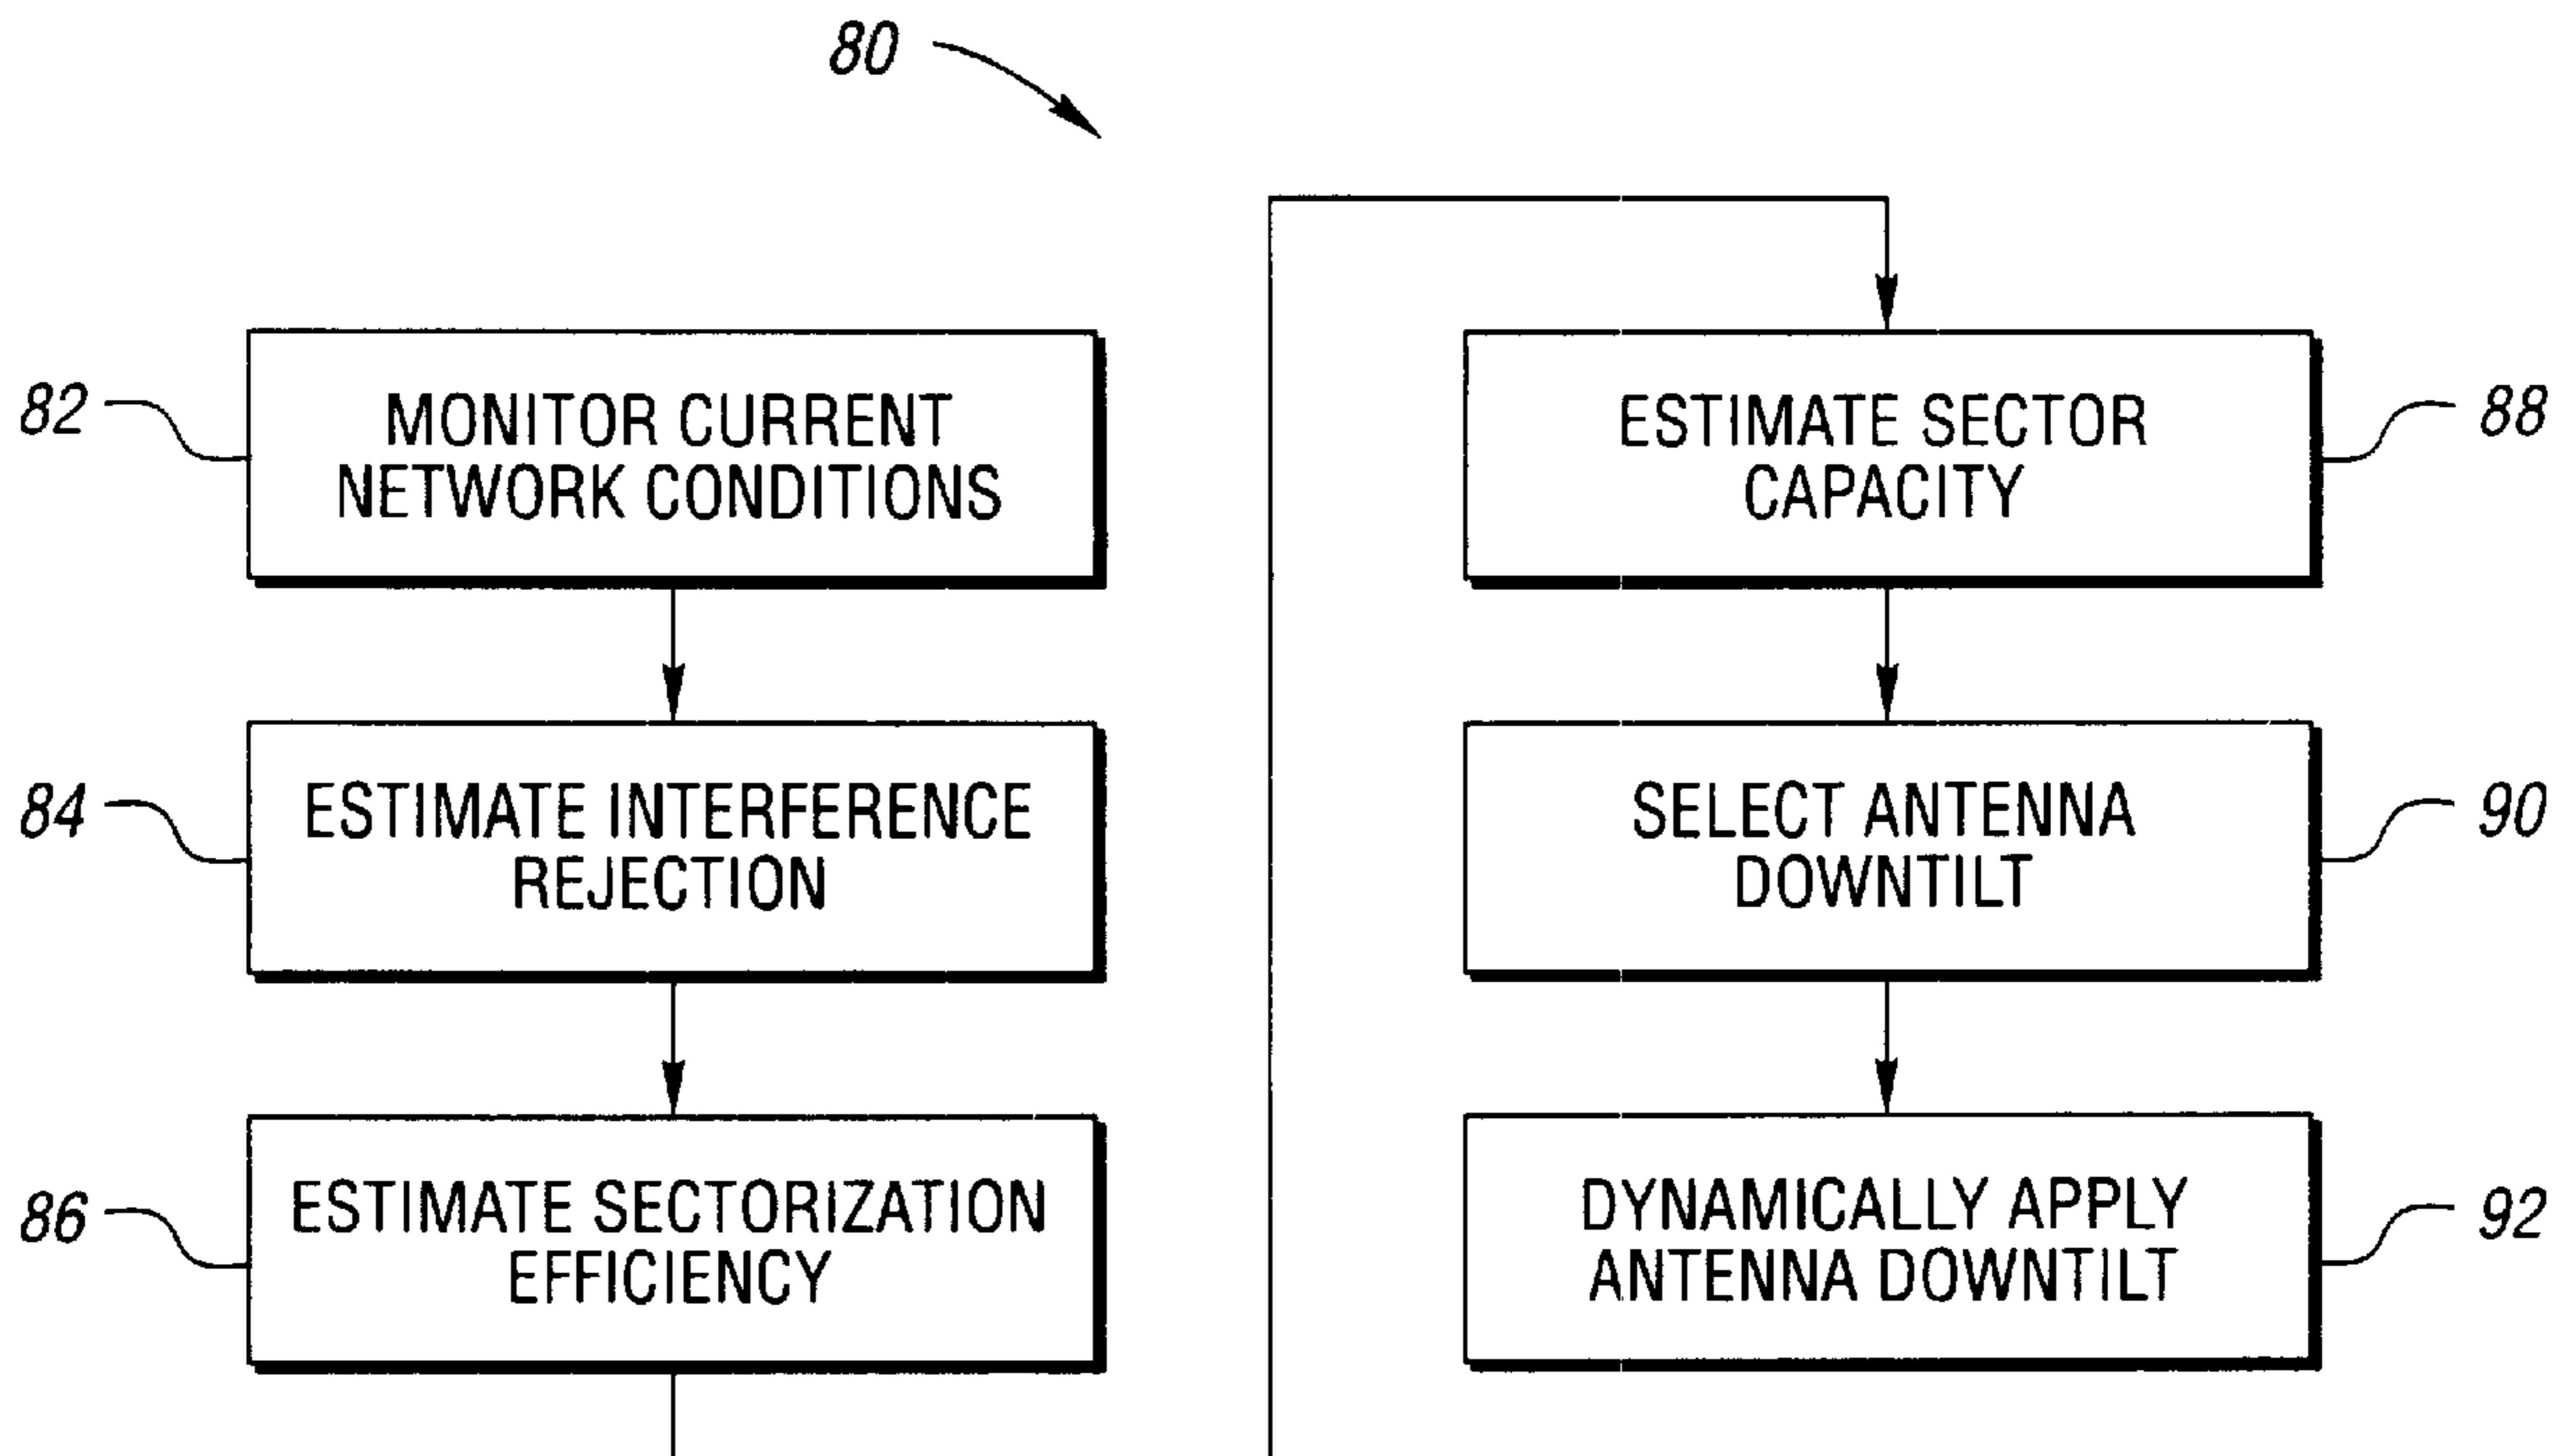 80
82
MONITOR CURRENT
NETWORK CONDITIONS
84
ESTIMATE INTERFERENCE
REJECTION
86
ESTIMATE SECTORIZATION
EFFICIENCY
88
ESTIMATE SECTOR
CAPACITY
90
SELECT ANTENNA
DOWNTILT
92
DYNAMICALLY APPLY
ANTENNA DOWNTILT